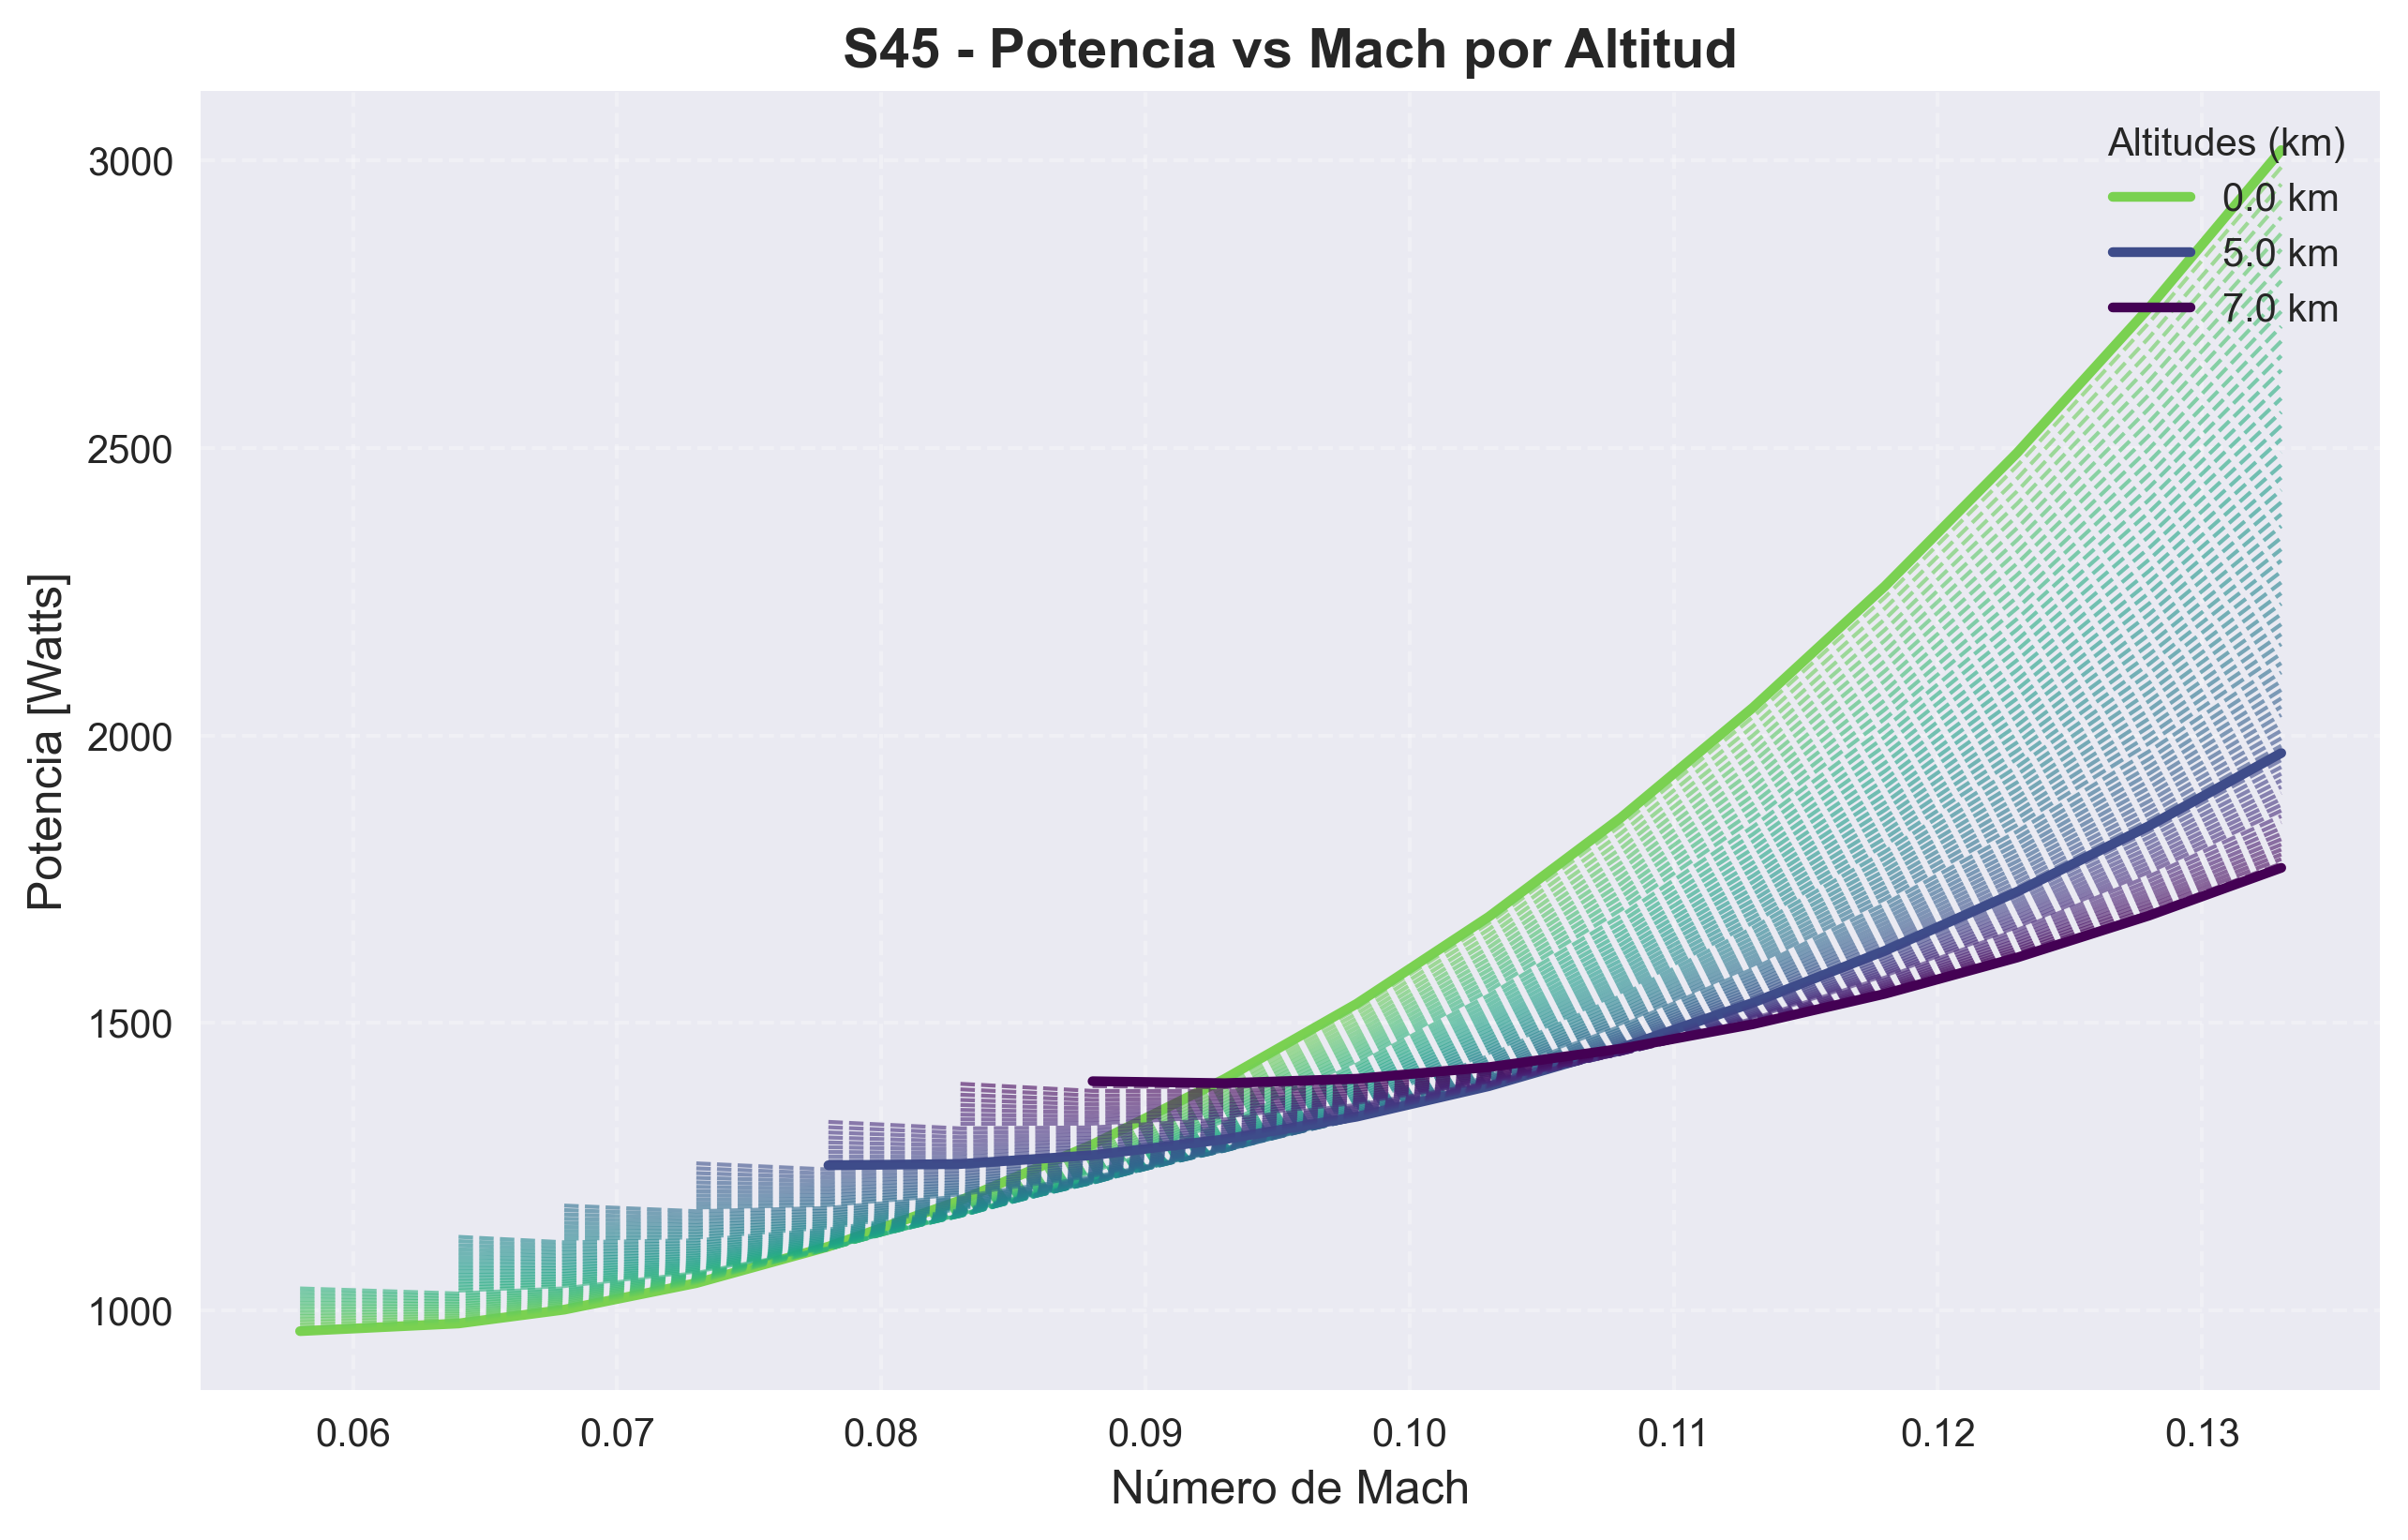 S45 - Potencia vs Mach por Altitud
Altitudes (km)
0.0 km
5.0 km
7.0 km
3000
2500
2000
1500
1000
Potencia [Watts]
0.06 0.07 0.08 0.09 0.10 0.11 0.12 0.13
Número de Mach